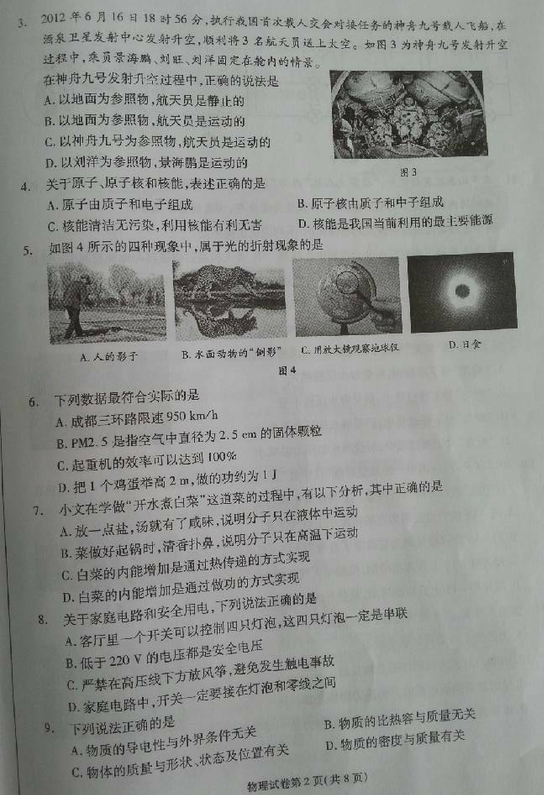 3. 2012 年 6 月 16 日 18 时 56 分,执行我国首次载人交会对接任务的神舟九号载人飞船,在
酒泉卫星发射中心发射升空,顺利将 3 名航天员送上太空。如图 3 为神舟九号发射升空
过程中,乘员景海鹏、刘旺、刘洋固定在舱内的情景。
在神舟九号发射升空过程中,正确的说法是
A. 以地面为参照物,航天员是静止的
B. 以地面为参照物,航天员是运动的
C. 以神舟九号为参照物,航天员是运动的
D. 以刘洋为参照物,景海鹏是运动的
图 3
4. 关于原子、原子核和核能,表述正确的是
A. 原子由质子和电子组成 B. 原子核由质子和中子组成
C. 核能清洁无污染,利用核能有利无害 D. 核能是我国当前利用的最主要能源
5. 如图 4 所示的四种现象中,属于光的折射现象的是
A. 人的影子 B. 水面动物的“倒影” C. 用放大镜观察地球仪 D. 日食
图 4
6. 下列数据最符合实际的是
A. 成都三环路限速 950 km/h
B. PM2. 5 是指空气中直径为 2. 5 cm 的固体颗粒
C. 起重机的效率可以达到 100%
D. 把 1 个鸡蛋举高 2 m,做的功约为 1 J
7. 小文在学做“开水煮白菜”这道菜的过程中,有以下分析,其中正确的是
A. 放一点盐,汤就有了咸味,说明分子只在液体中运动
B. 菜做好起锅时,清香扑鼻,说明分子只在高温下运动
C. 白菜的内能增加是通过热传递的方式实现
D. 白菜的内能增加是通过做功的方式实现
8. 关于家庭电路和安全用电,下列说法正确的是
A. 客厅里一个开关可以控制四只灯泡,这四只灯泡一定是串联
B. 低于 220 V 的电压都是安全电压
C. 严禁在高压线下方放风筝,避免发生触电事故
D. 家庭电路中,开关一定要接在灯泡和零线之间
9. 下列说法正确的是
A. 物质的导电性与外界条件无关 B. 物质的比热容与质量无关
C. 物体的质量与形状、状态及位置有关 D. 物质的密度与质量有关
物理试卷第 2 页(共 8 页)